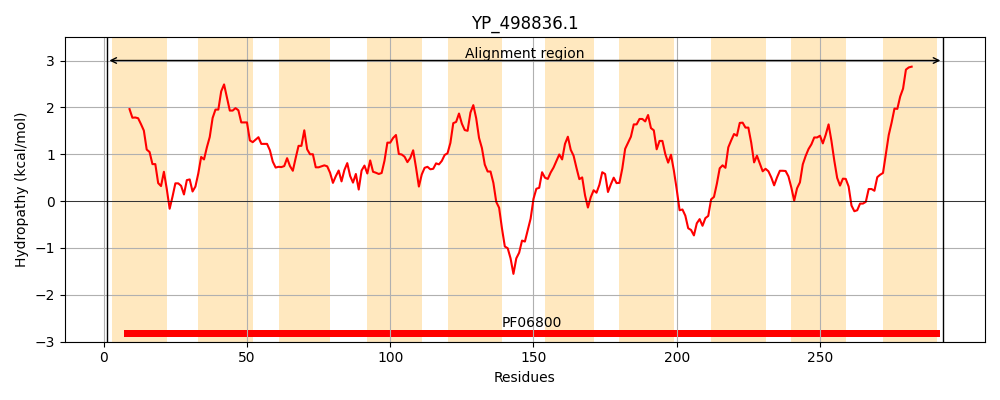 YP_498836.1
Alignment region
Hydropathy (kcal/mol)
3
2
1
0
−1
−2
−3
PF06800
0 50 100 150 200 250
Residues